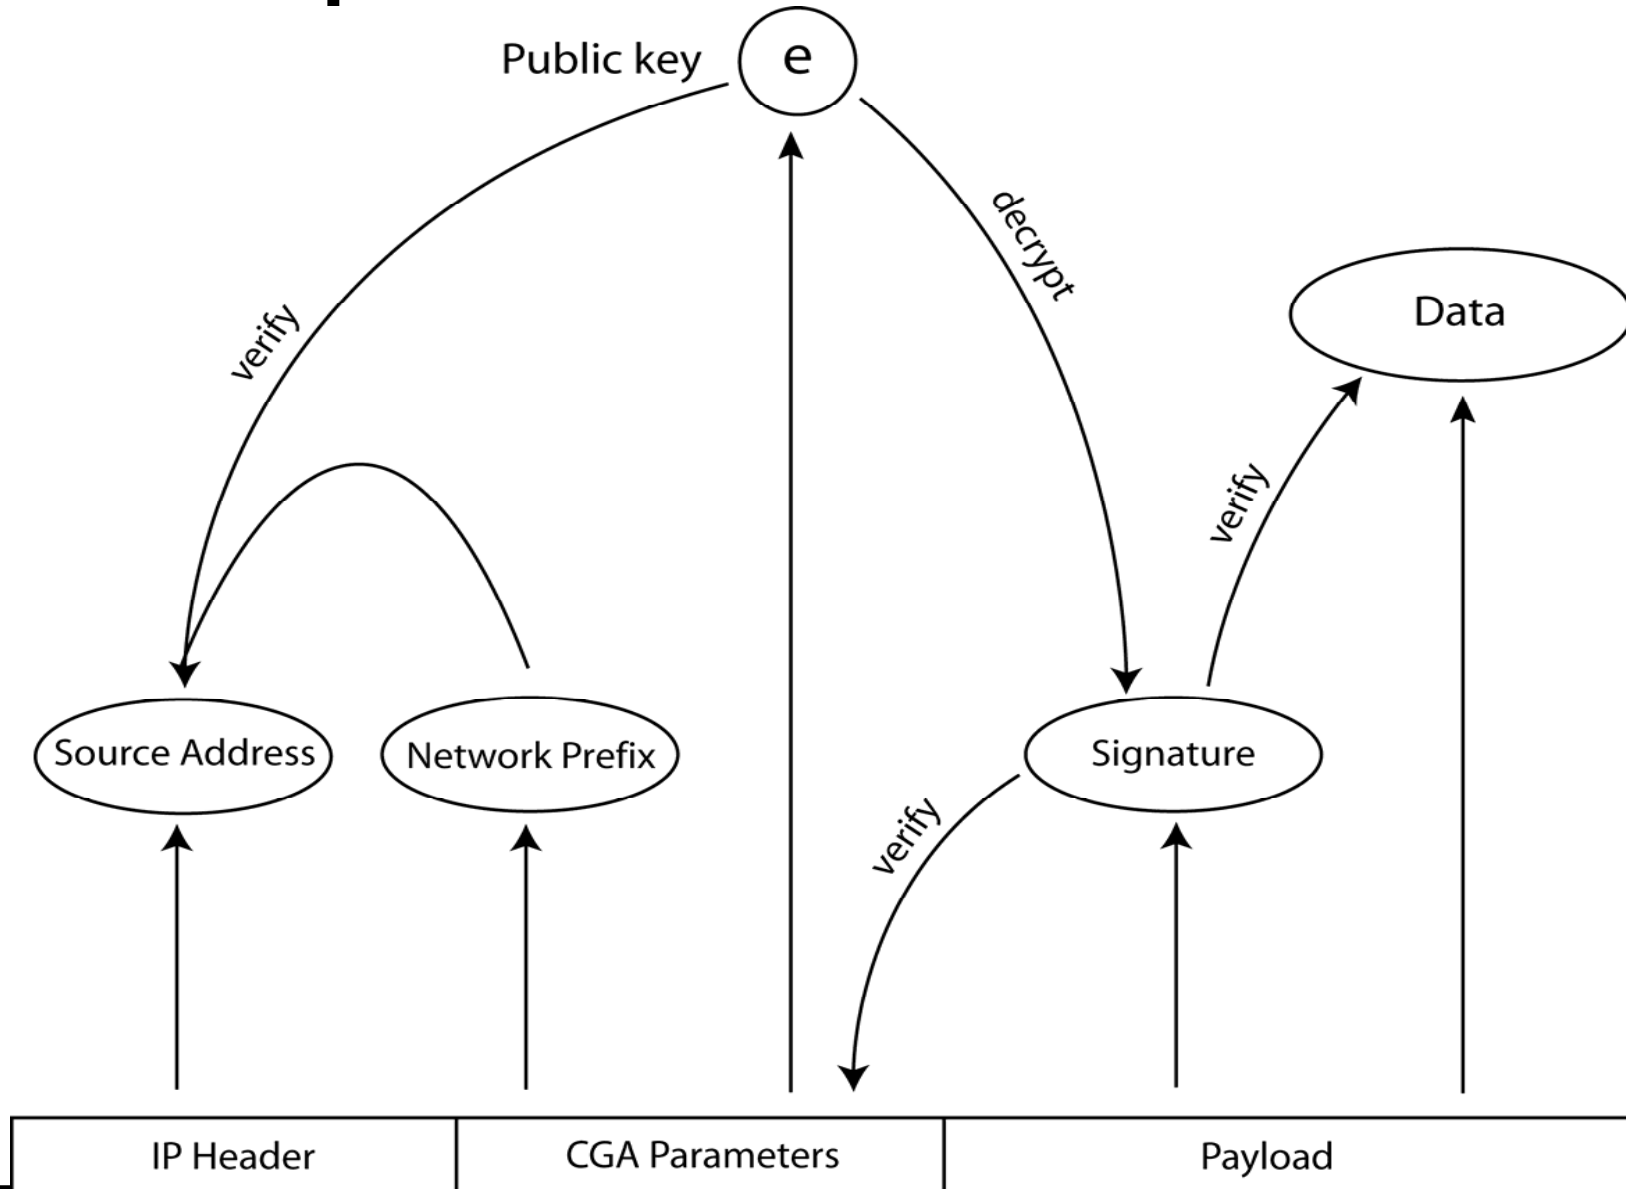 Public key
e
decrypt
Data
verify
verify
Source Address
Network Prefix
Signature
verify
IP Header
CGA Parameters
Payload